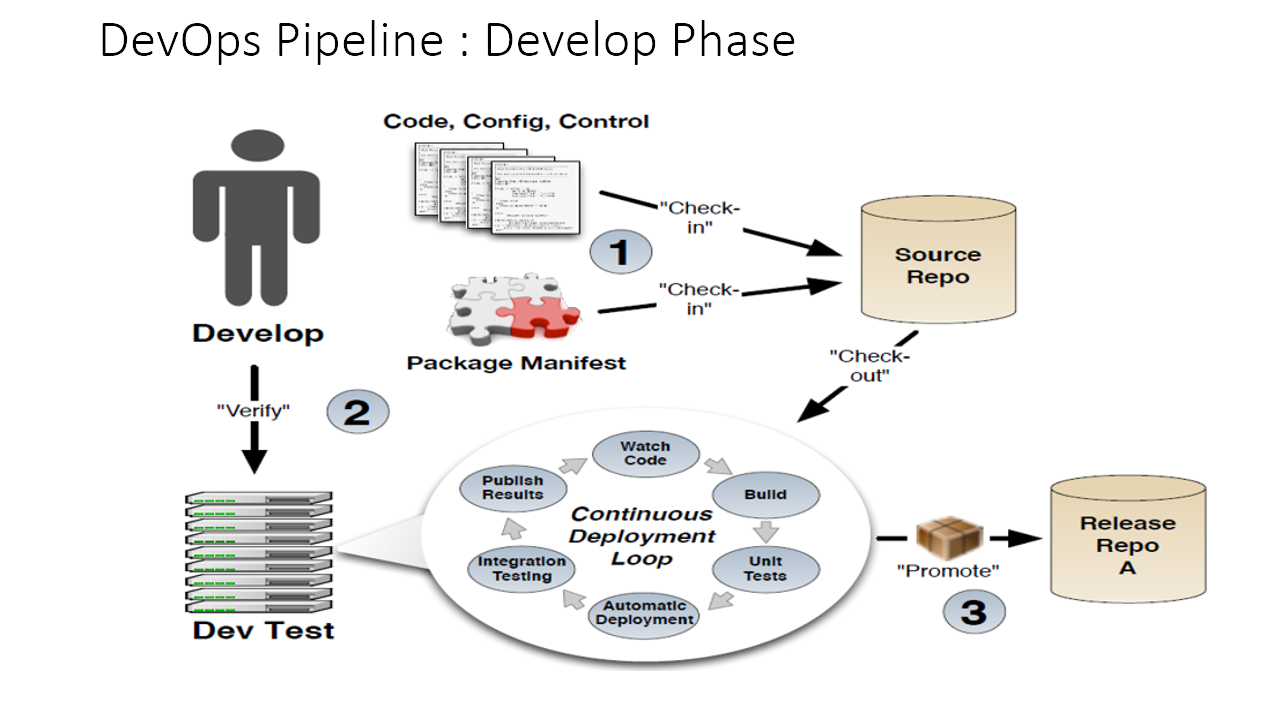 DevOps Pipeline : Develop Phase
Code, Config, Control
"Check-
in"
1
Source
Repo
"Check-
in"
Develop
Package Manifest
"Check-
out"
"Verify"
2
Watch
Code
Publish
Results
Build
Continuous
Deployment
Loop
Integration
Testing
Unit
Tests
Automatic
Deployment
Dev Test
"Promote"
3
Release
Repo
A